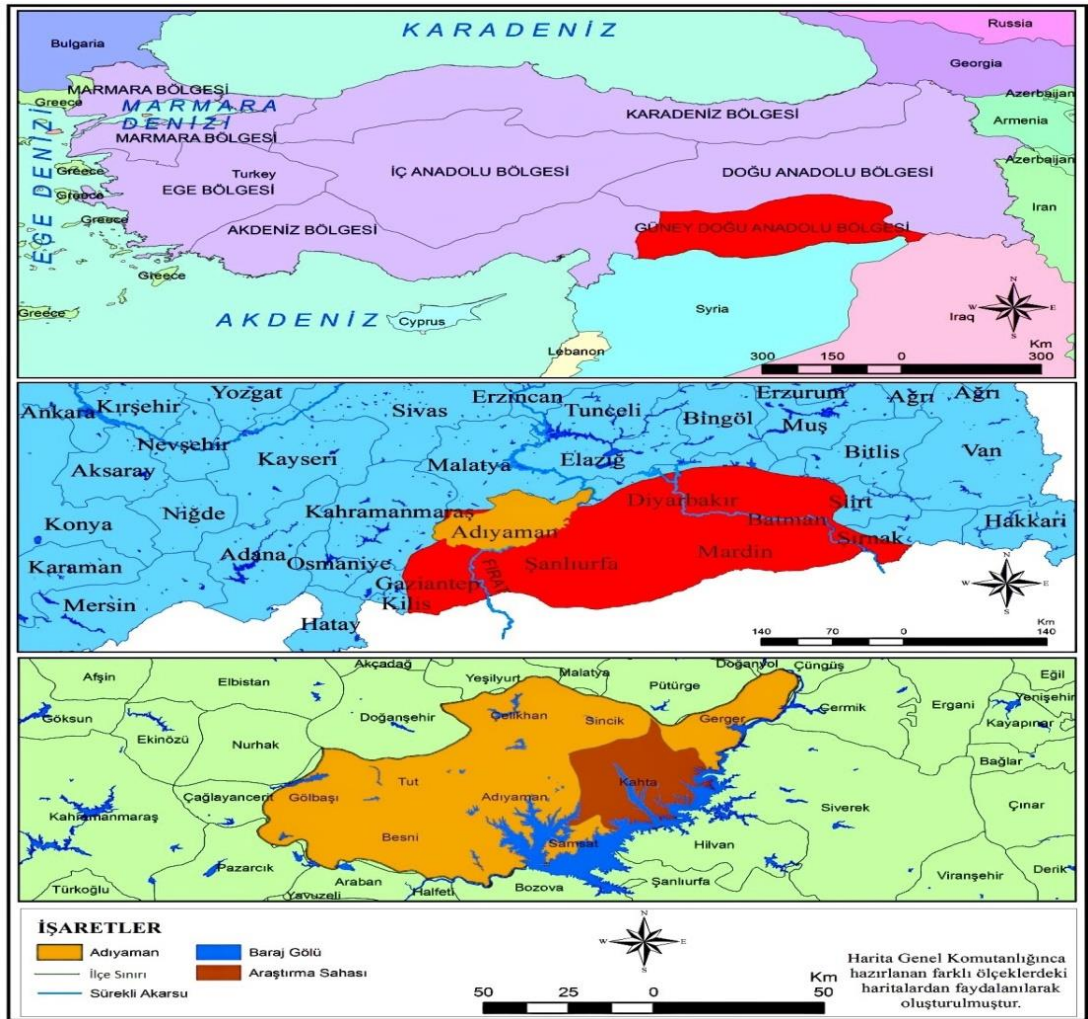 KARADENİZ
Russia
Bulgaria
Georgia
MARMARA BÖLGESİ
Azerbaijan
Greece
MARMARA
DENİZİ
KARADENİZ BÖLGESİ
Armenia
MARMARA BÖLGESİ
Azerbaijan
EGE DENİZİ
Greece
Turkey
İÇ ANADOLU BÖLGESİ
DOĞU ANADOLU BÖLGESİ
Greece
EGE BÖLGESİ
Iran
Greece
AKDENİZ BÖLGESİ
GÜNEY DOĞU ANADOLU BÖLGESİ
Greece
Greece
AKDENİZ
Cyprus
Syria
Iraq
N
W E
S
Lebanon
Km
300 150 0 300
Yozgat
Erzincan
Erzurum
Ağrı
Ağrı
Ankara
Kırşehir
Sivas
Tunceli
Bingöl
Muş
Nevşehir
Bitlis
Van
Aksaray
Kayseri
Malatya
Elazığ
Niğde
Kahramanmaraş
Diyarbakır
Siirt
Konya
Adıyaman
Batman
Hakkari
Adana
Osmaniye
Şanlıurfa
Mardin
Şırnak
Karaman
Gaziantep
FIRAT
Mersin
Kilis
Hatay
N
W E
S
Km
140 70 0 140
Akçadağ
Doğanyol
Çüngüş
Afşin
Elbistan
Yeşilyurt
Malatya
Pütürge
Eğil
Göksun
Doğanşehir
Çelikhan
Sincik
Gerger
Çermik
Ergani
Yenişehir
Kayapınar
Ekinözü
Nurhak
Bağlar
Tut
Kahta
Çağlayancerit
Gölbaşı
Adıyaman
Siverek
Çınar
Kahramanmaraş
Besni
Samsat
Hilvan
Pazarcık
Viranşehir
Derik
Türkoğlu
Araban
Yavuzeli
Halfeti
Bozova
Şanlıurfa
İŞARETLER
Adıyaman
Baraj Gölü
İlçe Sınırı
Araştırma Sahası
Sürekli Akarsu
N
W E
S
Km
50 25 0 50
Harita Genel Komutanlığınca
hazırlanan farklı ölçeklerdeki
haritalardan faydalanılarak
oluşturulmuştur.